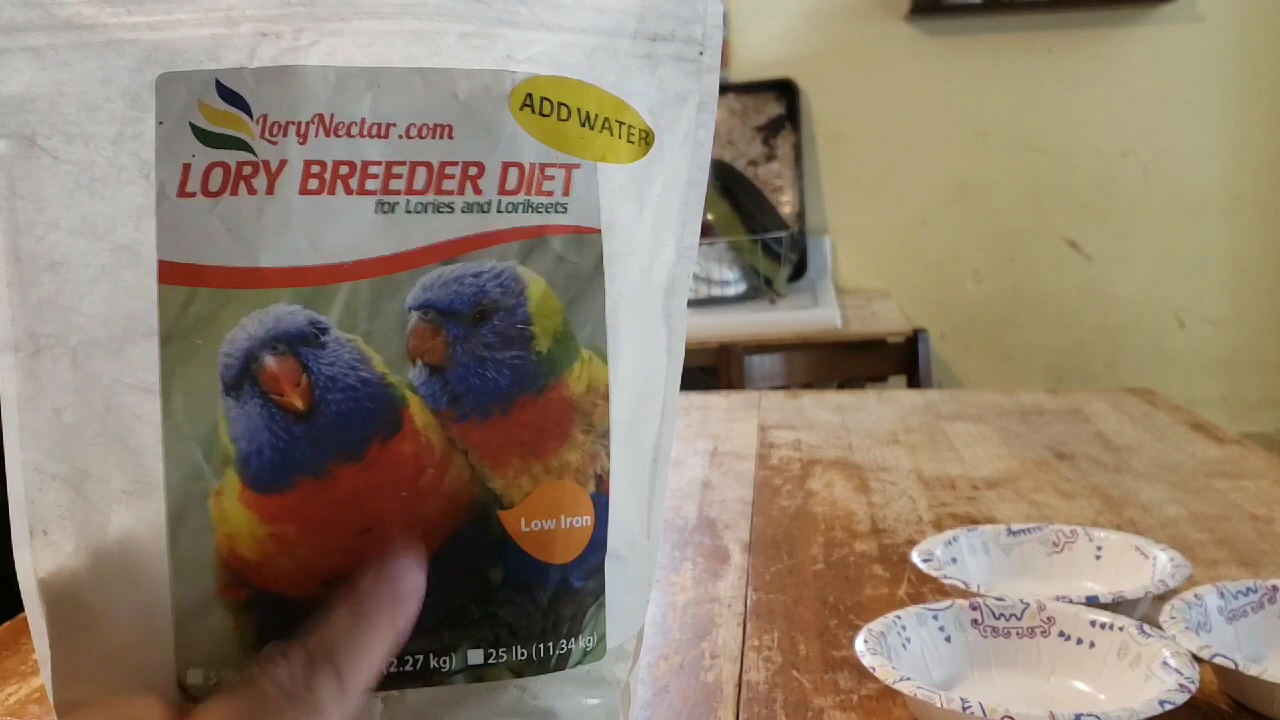 LoryNectar.com
ADD WATER
LORY BREEDER DIET
for Lories and Lorikeets
Low Iron
3 (2.27 kg) 25 lb (11.34 kg)